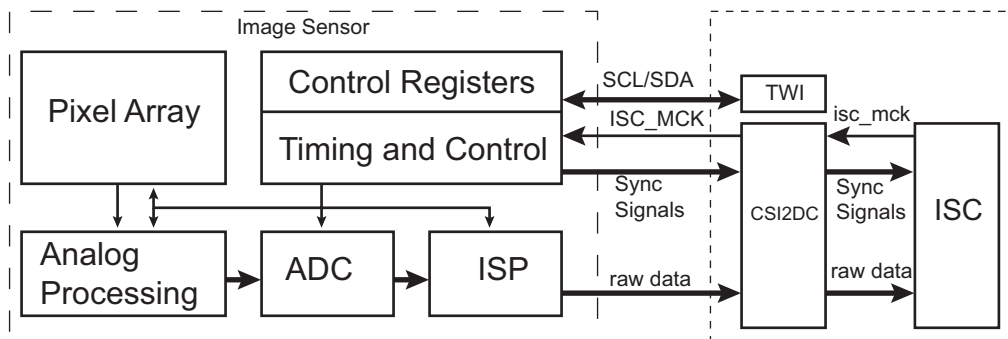 Image Sensor
Pixel Array
Control Registers
Timing and Control
SCL/SDA
TWI
ISC_MCK
isc_mck
Sync
Signals
CSI2DC
Sync
Signals
ISC
Analog
Processing
ADC
ISP
raw data
raw data